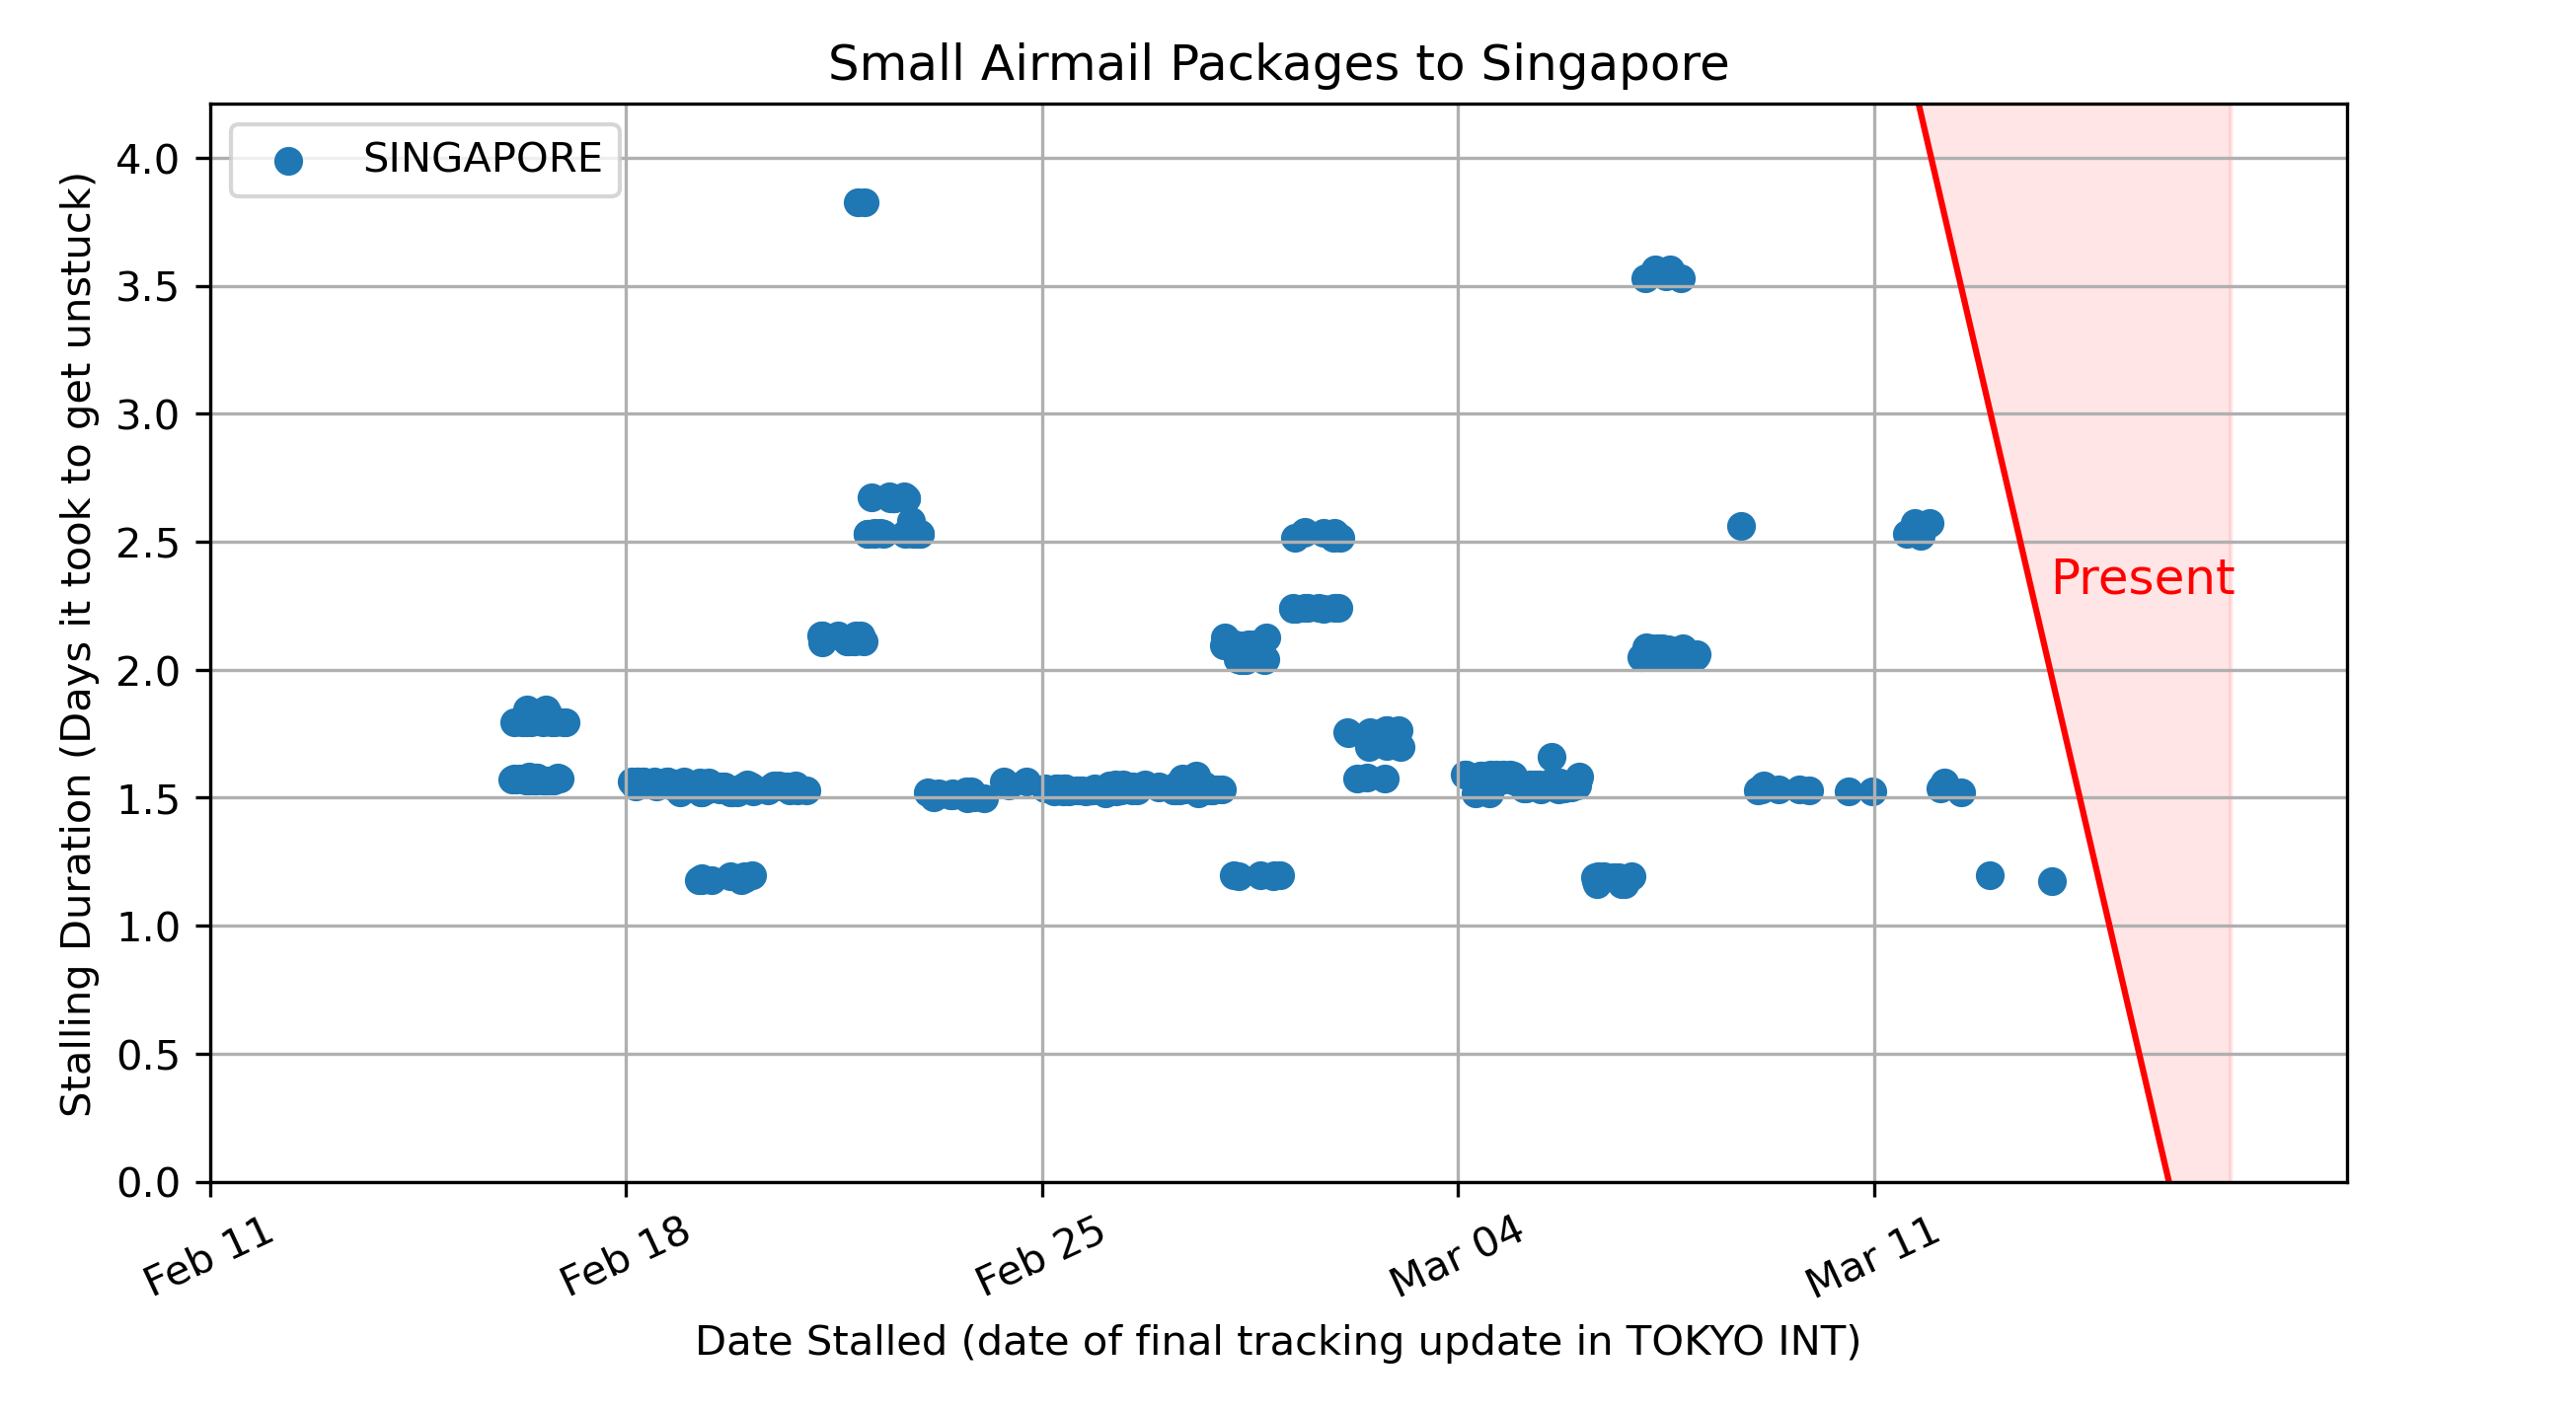 Small Airmail Packages to Singapore
SINGAPORE
Stalling Duration (Days it took to get unstuck)
4.0
3.5
3.0
2.5
2.0
1.5
1.0
0.5
0.0
Present
Feb 11
Feb 18
Feb 25
Mar 04
Mar 11
Date Stalled (date of final tracking update in TOKYO INT)